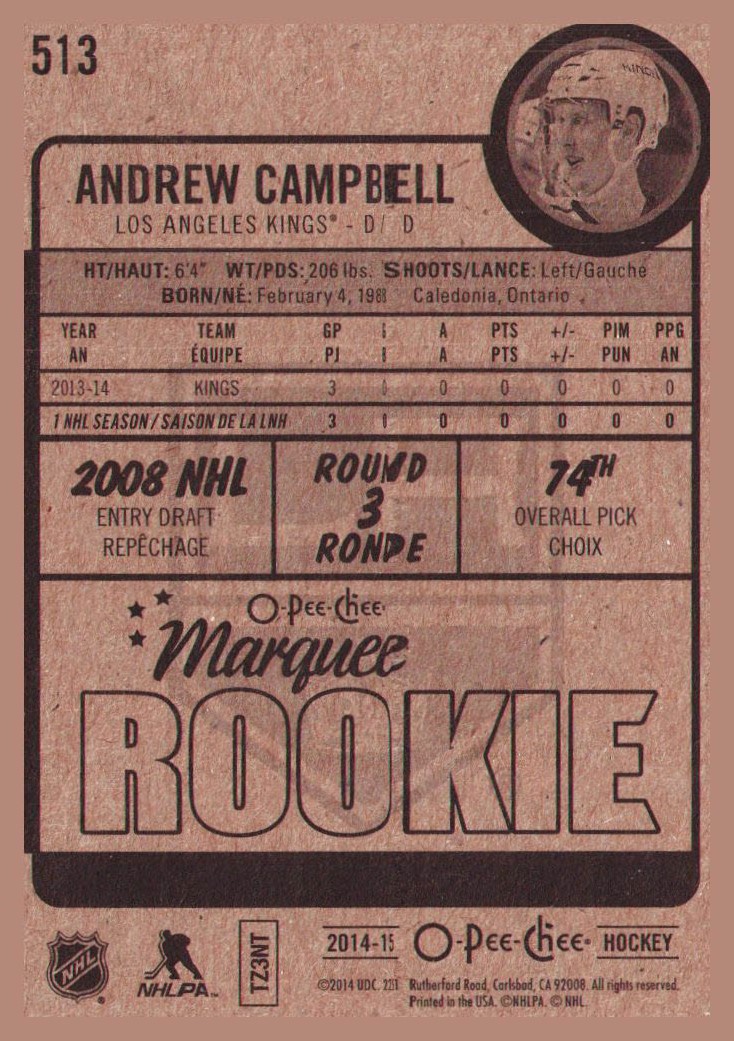 513
KINGS
ANDREW CAMPBELL
LOS ANGELES KINGS® - D/ D
HT/HAUT: 6'4" WT/PDS: 206 lbs. SHOOTS/LANCE: Left/Gauche
BORN/NÉ: February 4, 1988 Caledonia, Ontario
YEAR TEAM GP A PTS +/- PIM PPG
AN ÉQUIPE PJ A PTS +/- PUN AN
2013-14 KINGS 3 0 0 0 0 0 0
1 NHL SEASON/SAISON DE LA LNH 3 0 0 0 0 0 0
2008 NHL
ENTRY DRAFT
REPÊCHAGE
ROUND
3
RONDE
74TH
OVERALL PICK
CHOIX
O-Pee-Chee®
Marquee
ROOKIE
NHL
NHLPA™
TZ3NT
2014-15 O-Pee-Chee® HOCKEY
©2014 UDC. Rutherford Road, Carlsbad, CA 92008. All rights reserved.
Printed in the USA. ©NHLPA. © NHL